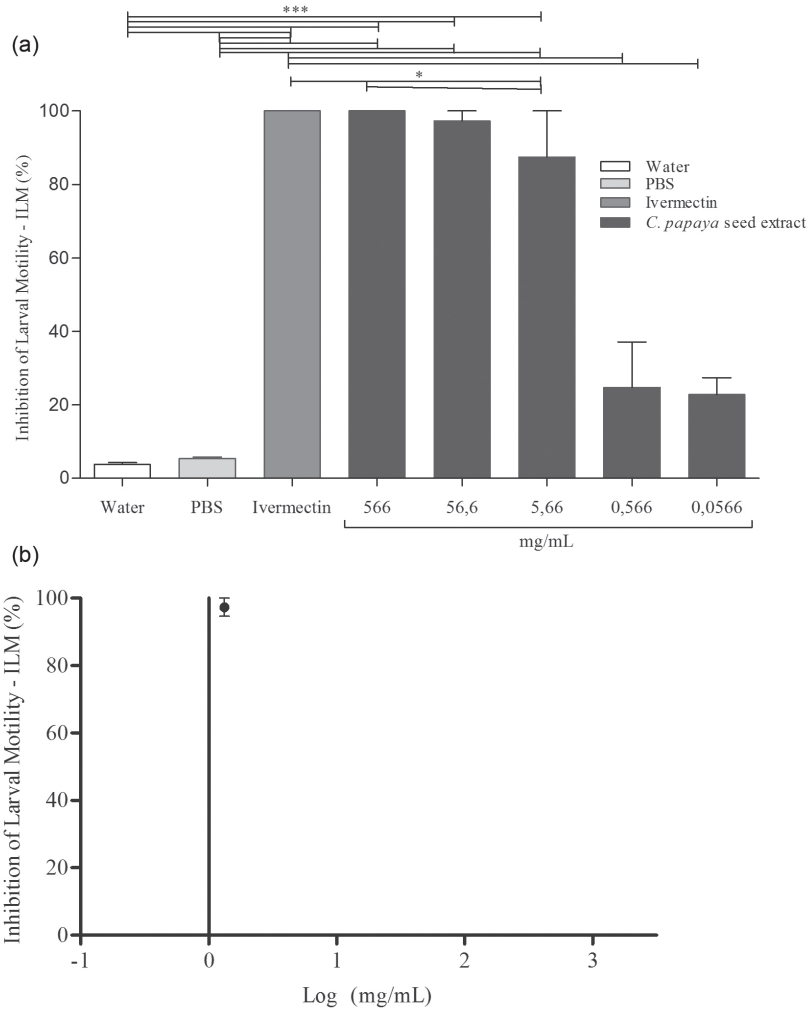 ***
(a)
*
Inhibition of Larval Motility - ILM (%)
100
80
60
40
20
0
Water
PBS
Ivermectin
C. papaya seed extract
Water PBS Ivermectin 566 56,6 5,66 0,566 0,0566
mg/mL
(b)
Inhibition of Larval Motility - ILM (%)
100
80
60
40
20
0
-1 0 1 2 3
Log (mg/mL)